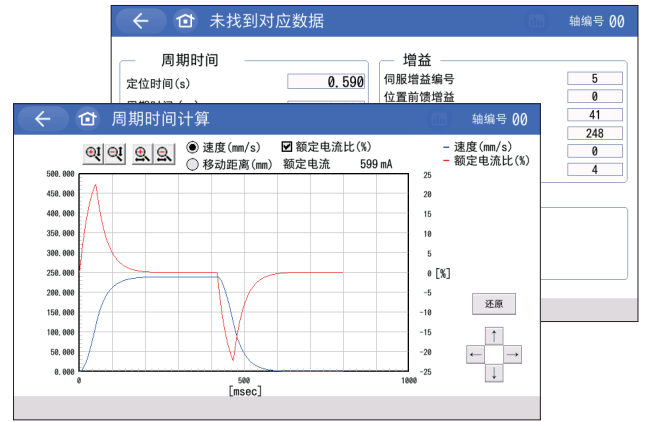 未找到对应数据
轴编号 00
周期时间
增益
定位时间(s)
0.590
伺服增益编号
5
位置前馈增益
0
41
248
0
4
周期时间计算
轴编号 00
速度(mm/s)
额定电流比(%)
移动距离(mm)
额定电流
599 mA
速度(mm/s)
额定电流比(%)
500.000
450.000
400.000
350.000
300.000
250.000
200.000
150.000
100.000
50.000
0.000
25
20
15
10
5
0 [%]
-5
-10
-15
-20
-25
0
500
1000
[msec]
还原